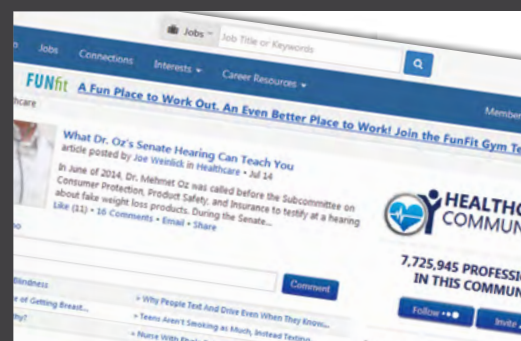 Jobs
Job Title or Keywords
Jobs
Connections
Interests
Career Resources
Member
FUNfit
A Fun Place to Work Out. An Even Better Place to Work! Join the FunFit Gym Te
hcare
What Dr. Oz's Senate Hearing Can Teach You
article posted by Joe Weinlick in Healthcare • Jul 14
In June of 2014, Dr. Mehmet Oz was called before the Subcommittee on
Consumer Protection, Product Safety, and Insurance to testify at a hearing
about fake weight loss products. During the Senate...
Like (11) • 16 Comments • Email • Share
HEALTHC
COMMUN
7,725,945 PROFESSI
IN THIS COMMUN
Follow
Invite
Comment
Blindness
e of Getting Breast...
hy?
» Why People Text And Drive Even When They Know...
» Teens Aren't Smoking as Much, Instead Texting
» Nurse With